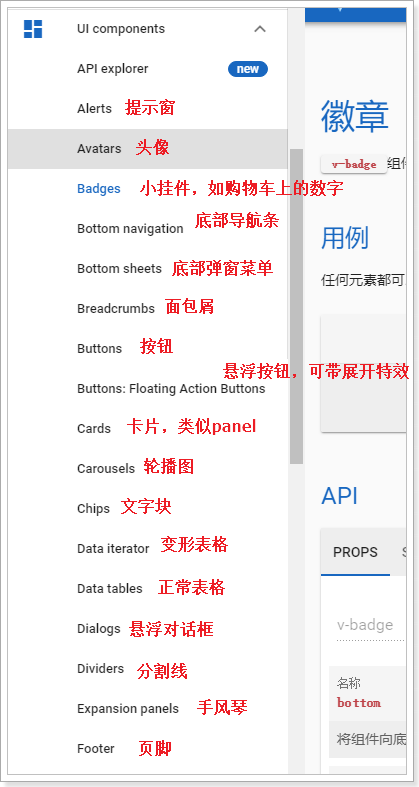 UI components
API explorer new
Alerts 提示窗
Avatars 头像
Badges 小挂件，如购物车上的数字
Bottom navigation 底部导航条
Bottom sheets 底部弹窗菜单
Breadcrumbs 面包屑
Buttons 按钮
悬浮按钮，可带展开特效
Buttons: Floating Action Buttons
Cards 卡片，类似panel
Carousels 轮播图
Chips 文字块
Data iterator 变形表格
Data tables 正常表格
Dialogs 悬浮对话框
Dividers 分割线
Expansion panels 手风琴
Footer 页脚
徽章
v-badge 组件
用例
任何元素都可
API
PROPS S
v-badge
名称
bottom
将组件向底